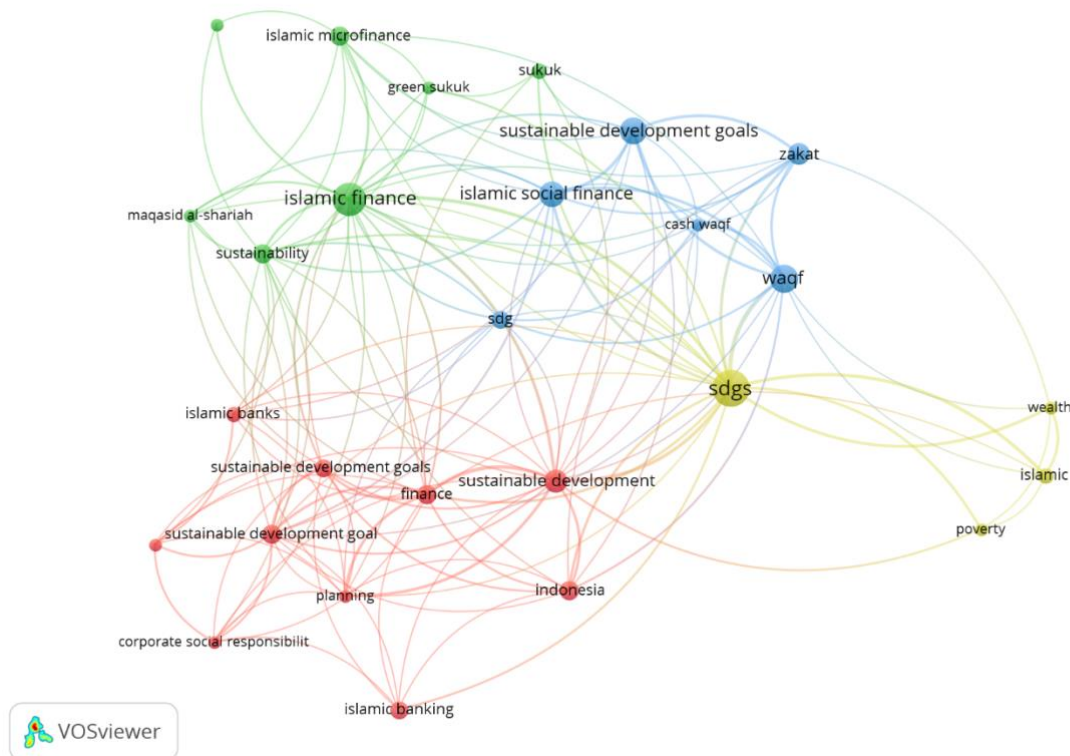 islamic microfinance
sukuk
green sukuk
sustainable development goals
zakat
islamic finance
islamic social finance
maqasid al-shariah
cash waqf
sustainability
waqf
sdg
sdgs
islamic banks
wealth
sustainable development goals
islamic
finance
sustainable development
sustainable development goal
poverty
planning
indonesia
corporate social responsibilit
islamic banking
VOSviewer